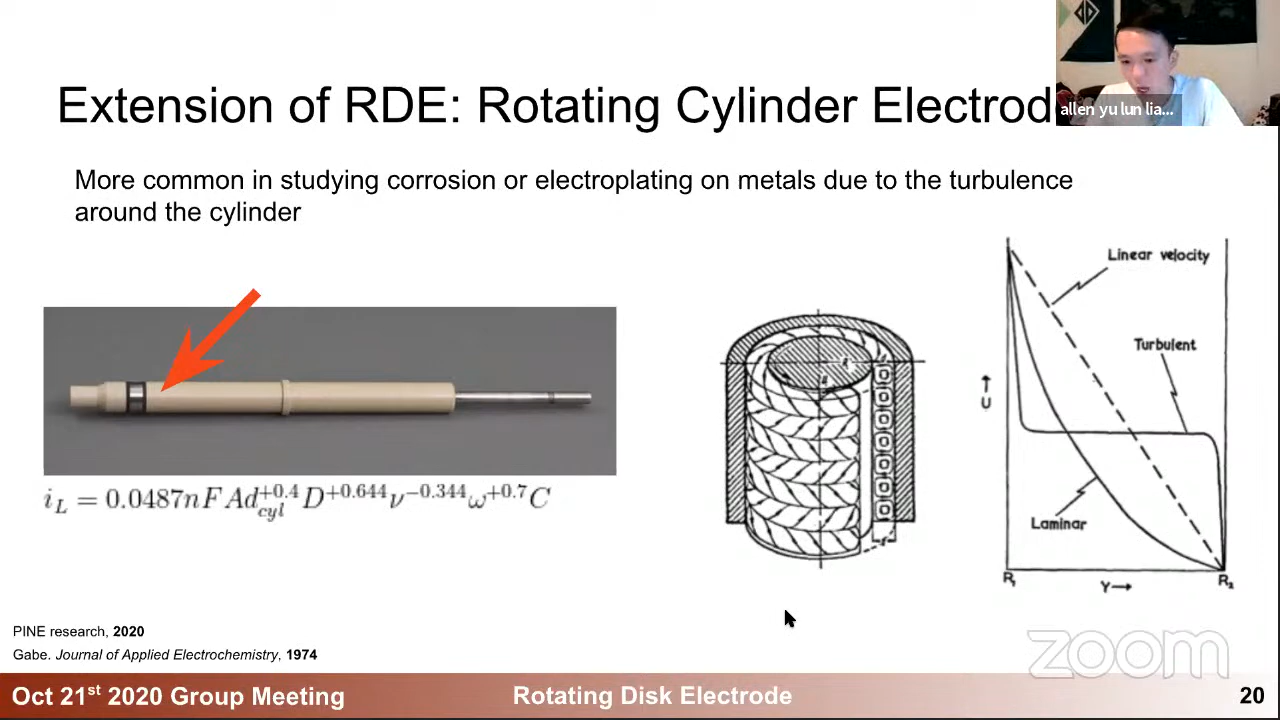 Extension of RDE: Rotating Cylinder Electrod
allen yu lun lia...
More common in studying corrosion or electroplating on metals due to the turbulence
around the cylinder
Linear velocity
Turbulent
↑
U
Laminar
R₁
Y→
R₂
i_L = 0.0487nFAd_{cyl}^{+0.4}D^{+0.644}ν^{-0.344}ω^{+0.7}C
PINE research, 2020
Gabe. Journal of Applied Electrochemistry, 1974
zoom
Oct 21st 2020 Group Meeting
Rotating Disk Electrode
20